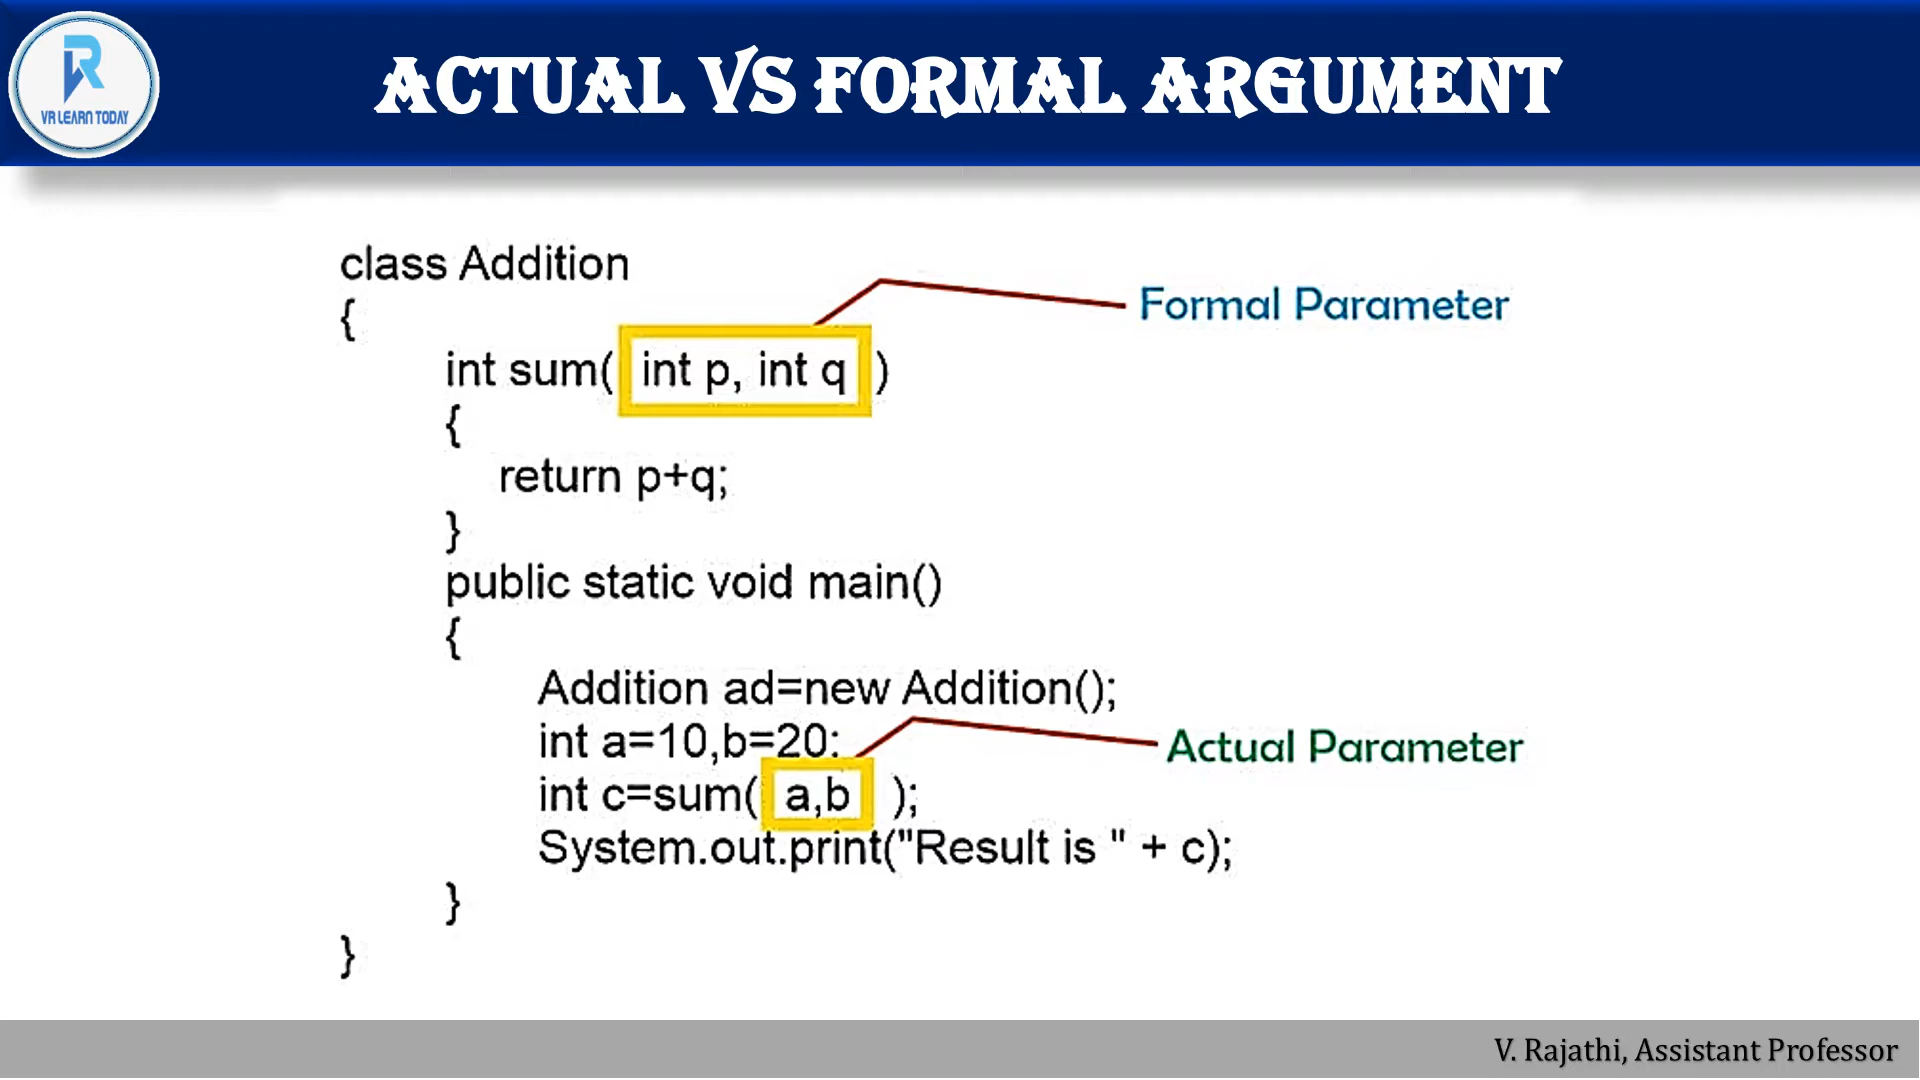 VR LEARN TODAY
ACTUAL VS FORMAL ARGUMENT
class Addition
{
int sum( int p, int q )
Formal Parameter
{
return p+q;
}
public static void main()
{
Addition ad=new Addition();
int a=10,b=20;
Actual Parameter
int c=sum( a,b );
System.out.print("Result is " + c);
}
}
V. Rajathi, Assistant Professor